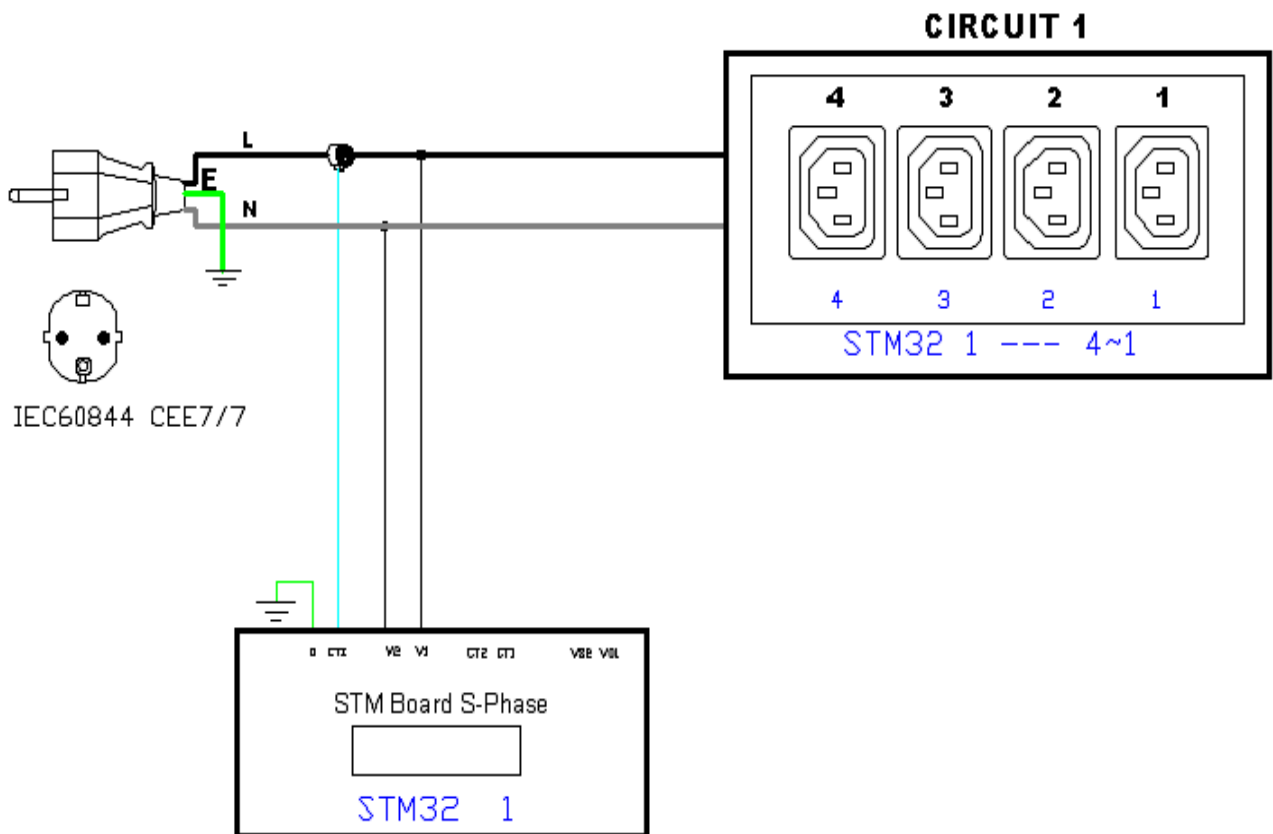 CIRCUIT 1
4 3 2 1
L
E
N
4 3 2 1
STM32 1 --- 4~1
IEC60844 CEE7/7
V2 V1 CT2
STM Board S-Phase
STM32 1